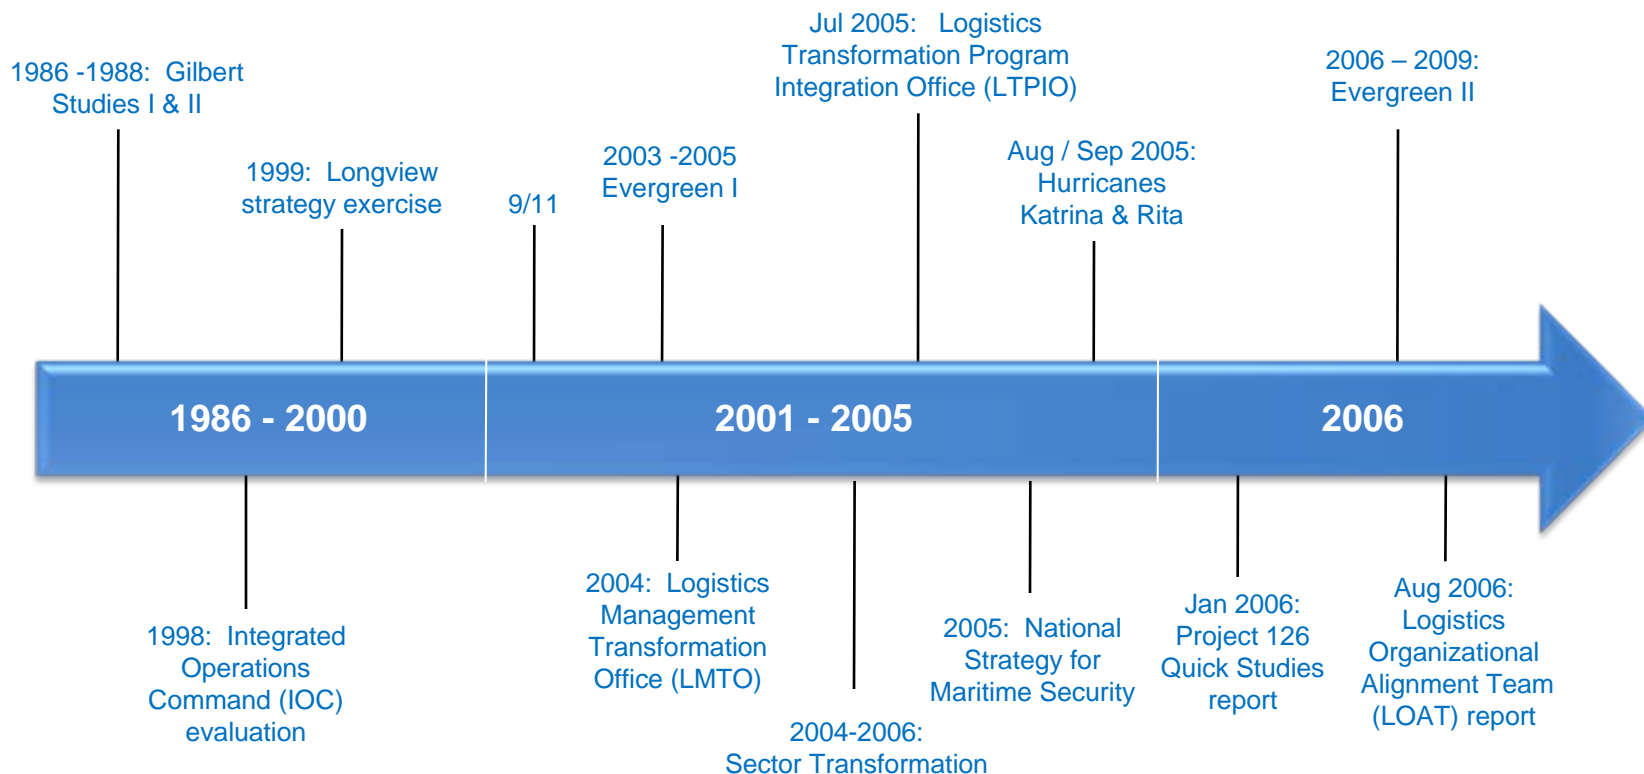 Jul 2005: Logistics
Transformation Program
Integration Office (LTPIO)
1986 -1988: Gilbert
Studies I & II
2006 – 2009:
Evergreen II
1999: Longview
strategy exercise
9/11
2003 -2005
Evergreen I
Aug / Sep 2005:
Hurricanes
Katrina & Rita
1986 - 2000
2001 - 2005
2006
1998: Integrated
Operations
Command (IOC)
evaluation
2004: Logistics
Management
Transformation
Office (LMTO)
2004-2006:
Sector Transformation
2005: National
Strategy for
Maritime Security
Jan 2006:
Project 126
Quick Studies
report
Aug 2006:
Logistics
Organizational
Alignment Team
(LOAT) report